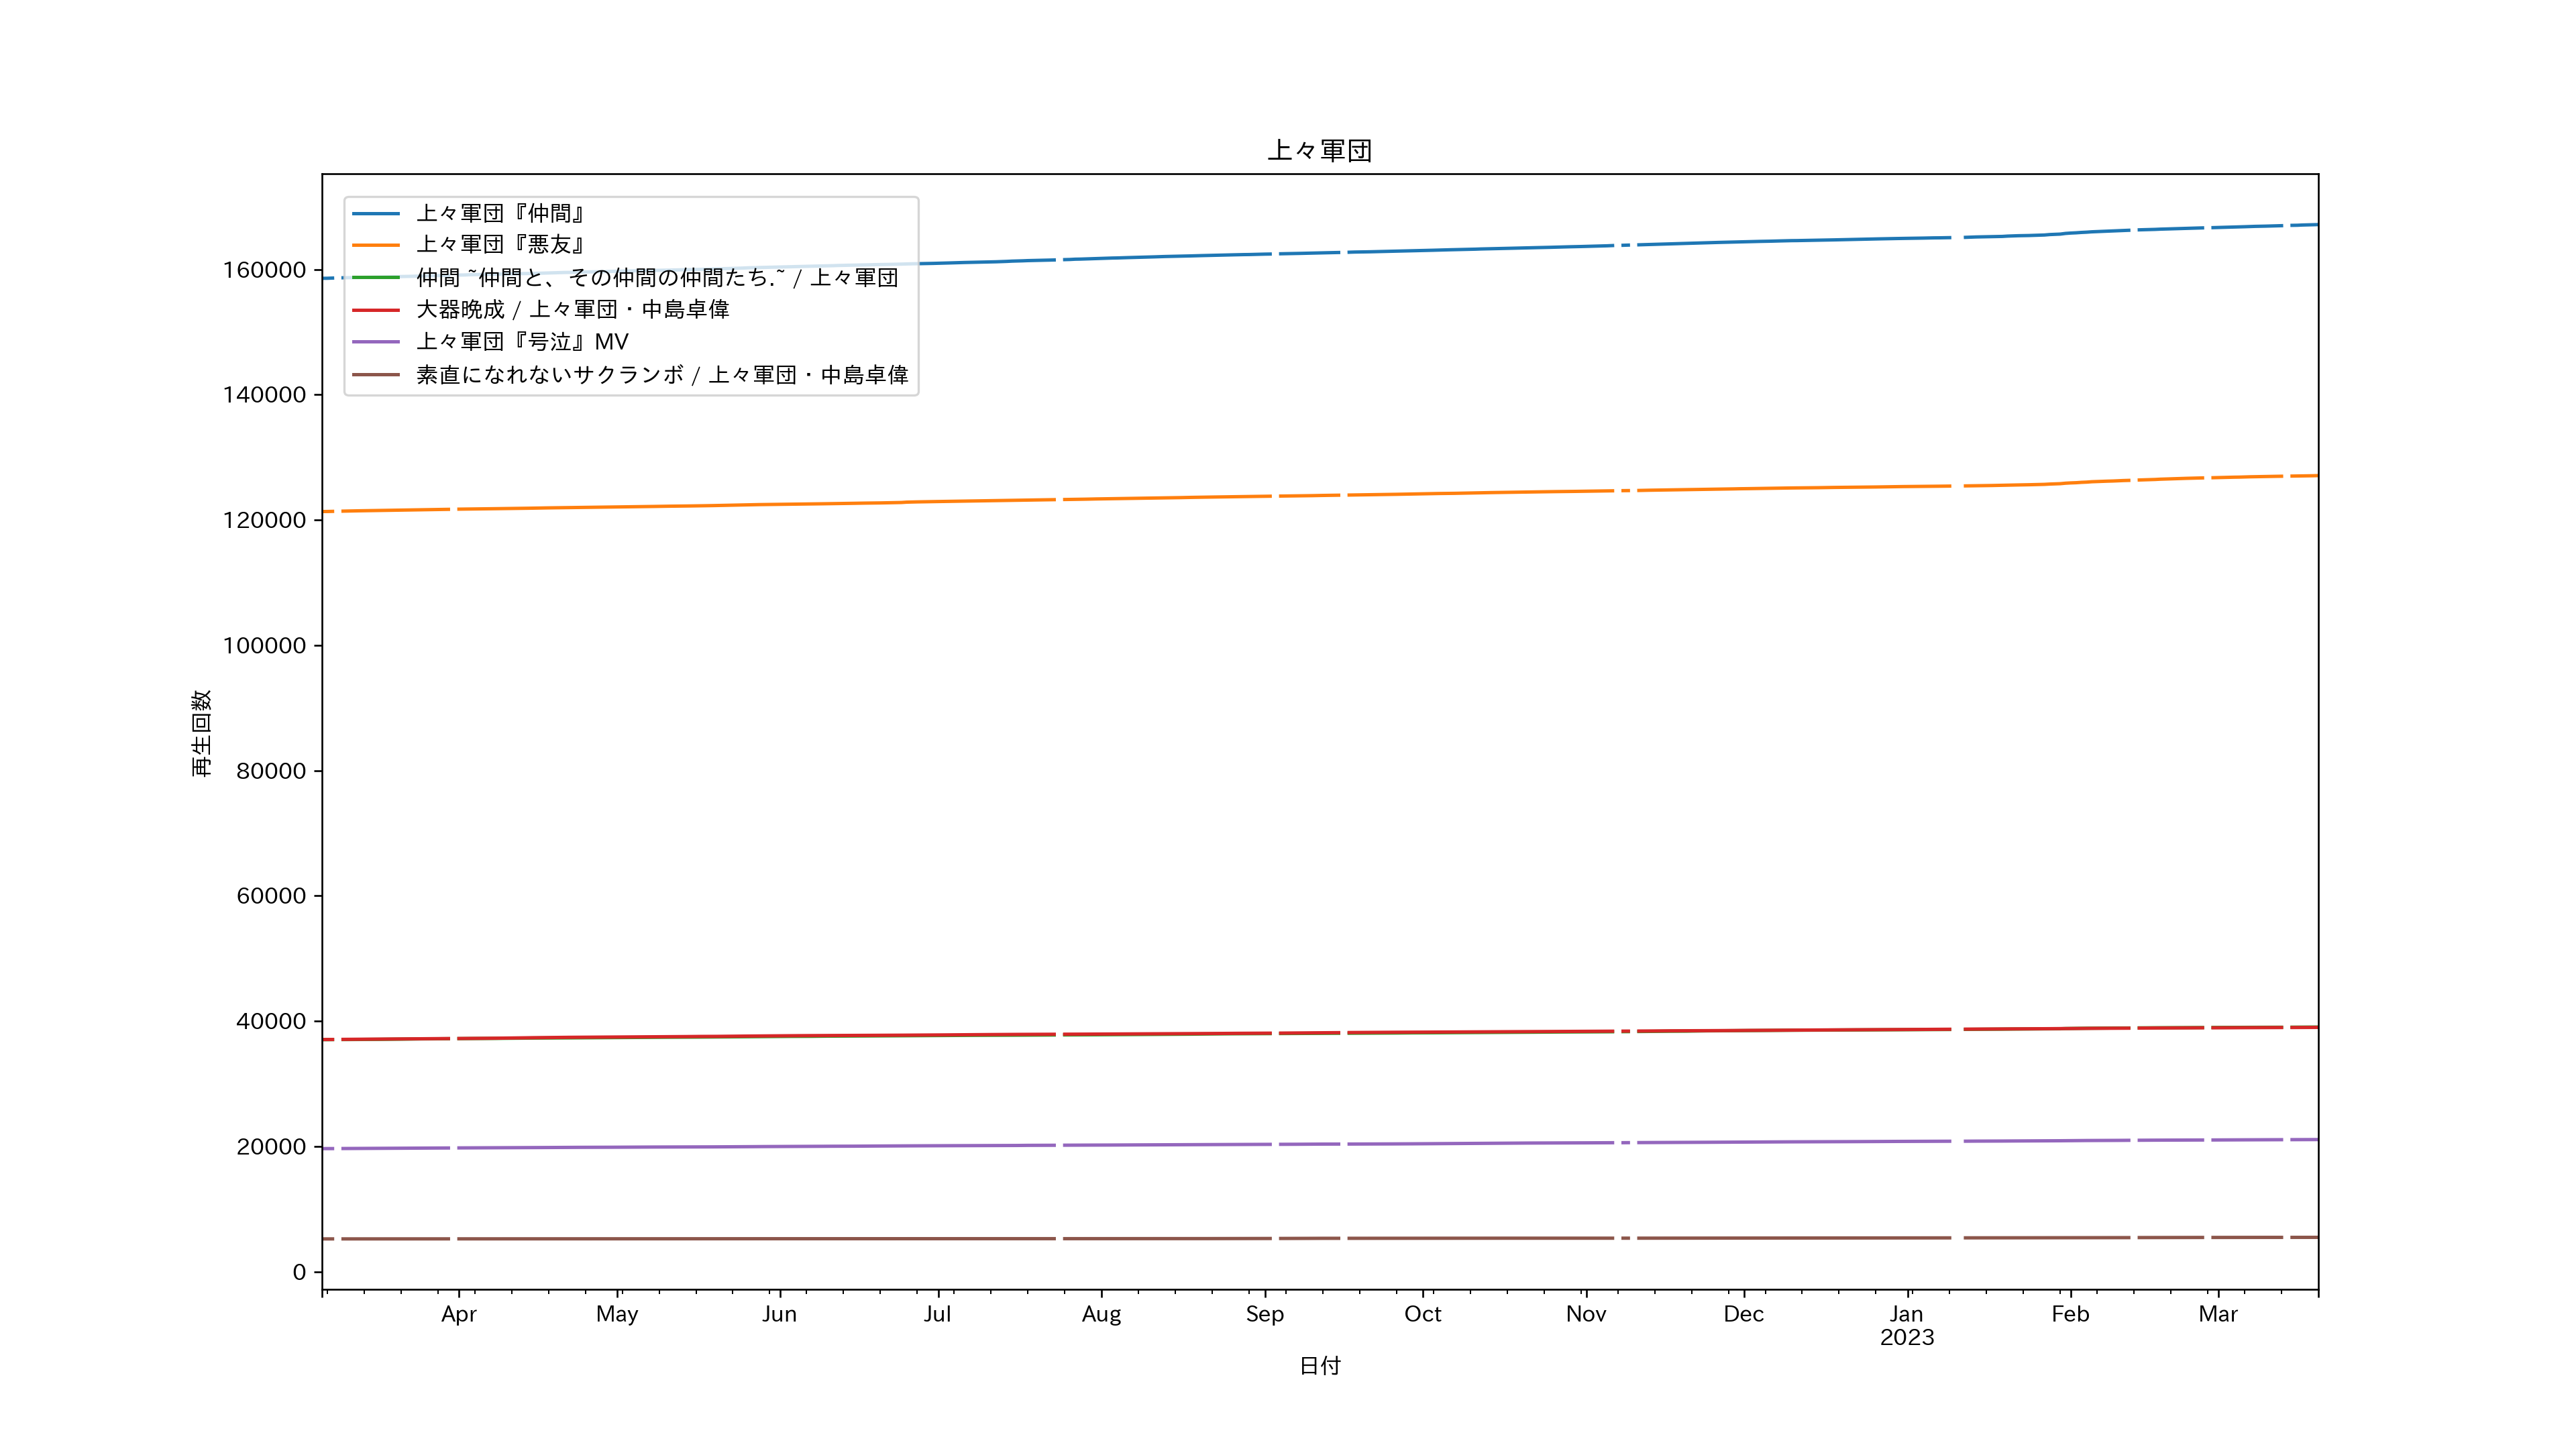 上々軍団
上々軍団『仲間』
上々軍団『悪友』
仲間 ~仲間と、その仲間の仲間たち.~ / 上々軍団
大器晩成 / 上々軍団・中島卓偉
上々軍団『号泣』MV
素直になれないサクランボ / 上々軍団・中島卓偉
160000
140000
120000
100000
80000
60000
40000
20000
0
再生回数
Apr May Jun Jul Aug Sep Oct Nov Dec Jan Feb Mar
2023
日付